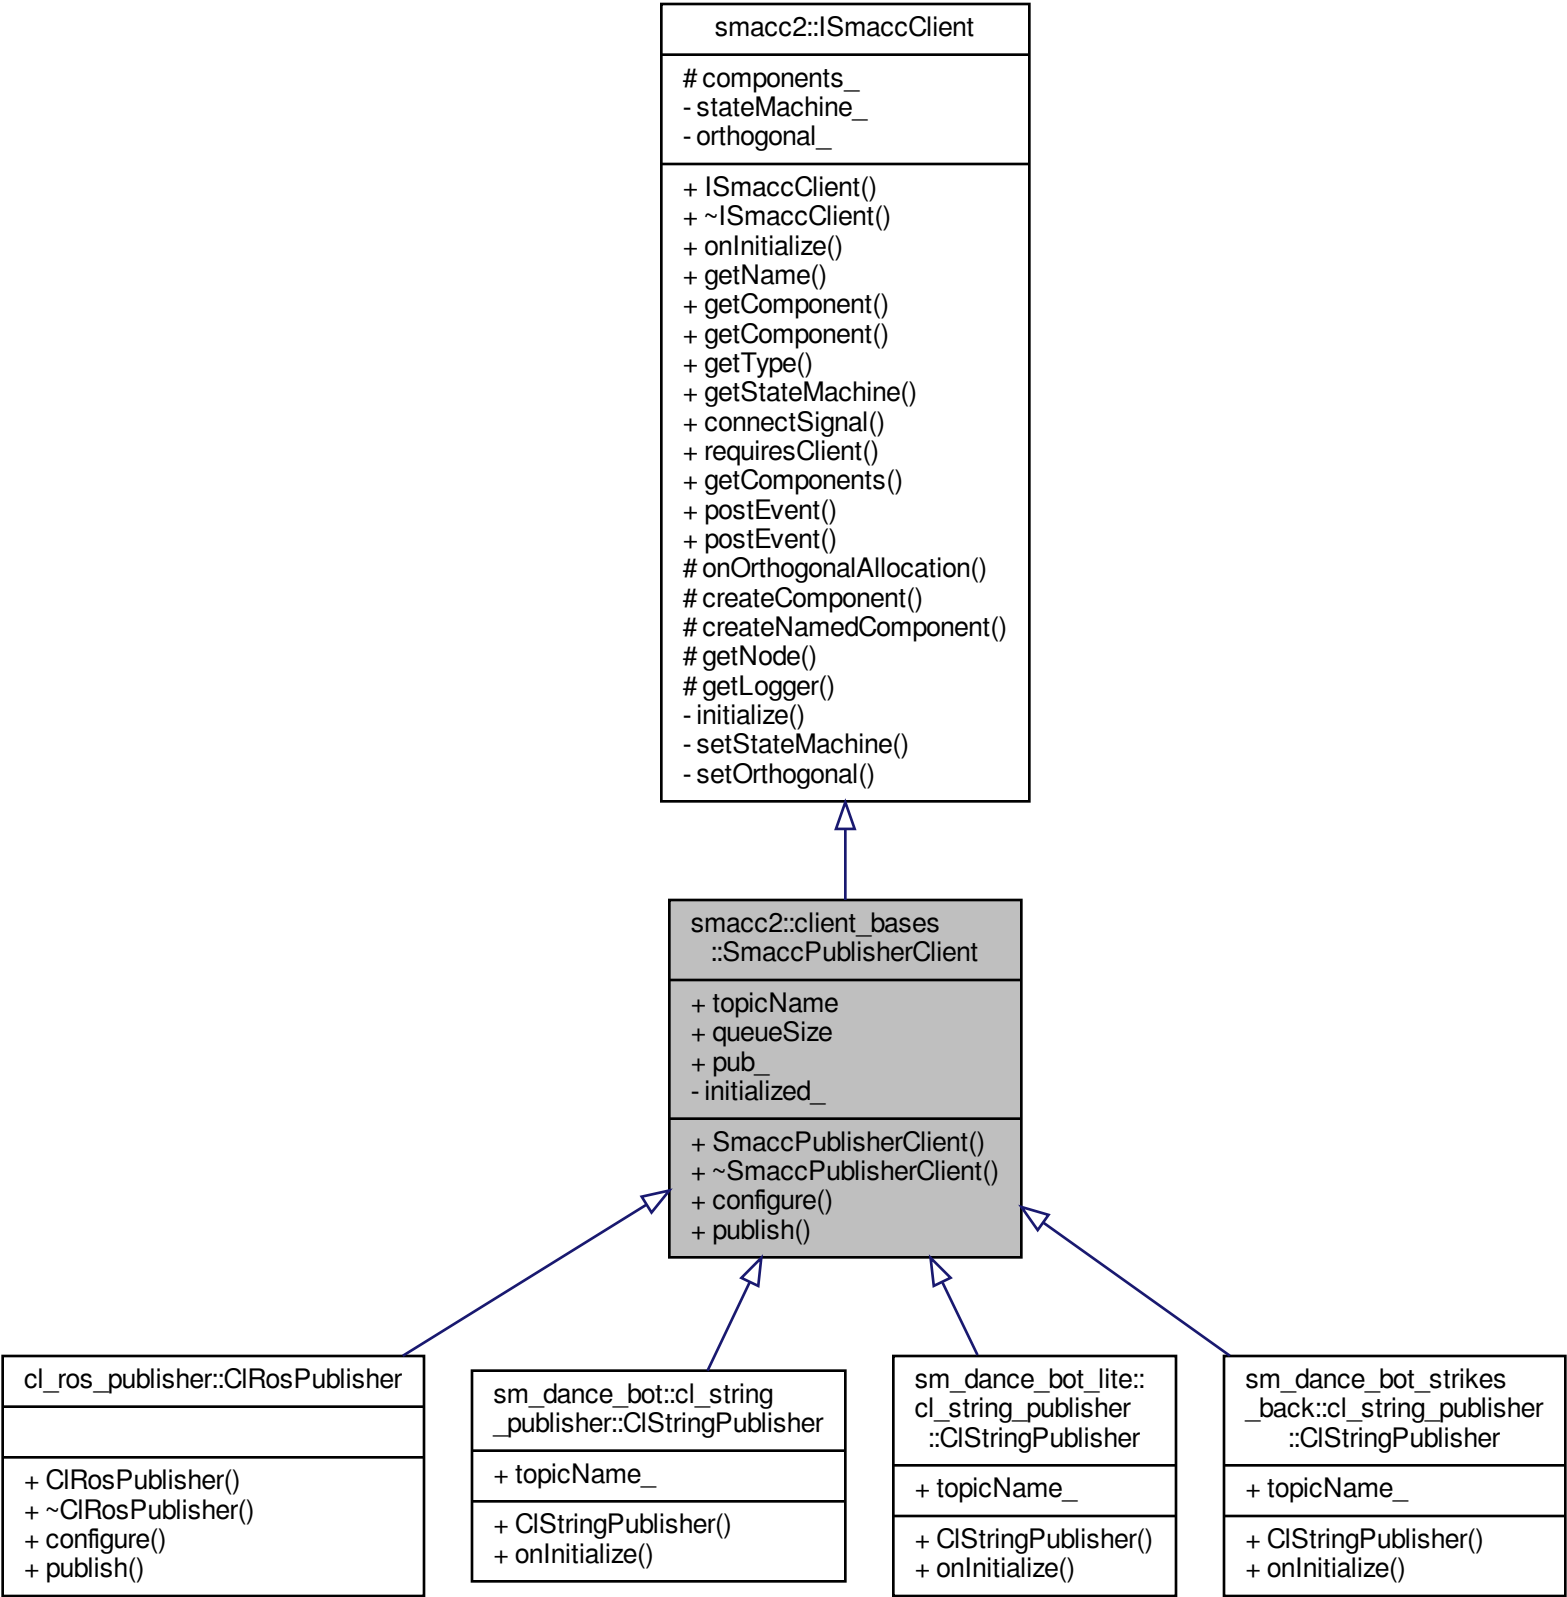 smacc2::ISmaccClient
# components_
- stateMachine_
- orthogonal_
+ ISmaccClient()
+ ~ISmaccClient()
+ onInitialize()
+ getName()
+ getComponent()
+ getComponent()
+ getType()
+ getStateMachine()
+ connectSignal()
+ requiresClient()
+ getComponents()
+ postEvent()
+ postEvent()
# onOrthogonalAllocation()
# createComponent()
# createNamedComponent()
# getNode()
# getLogger()
- initialize()
- setStateMachine()
- setOrthogonal()
smacc2::client_bases
::SmaccPublisherClient
+ topicName
+ queueSize
+ pub_
- initialized_
+ SmaccPublisherClient()
+ ~SmaccPublisherClient()
+ configure()
+ publish()
cl_ros_publisher::ClRosPublisher
+ ClRosPublisher()
+ ~ClRosPublisher()
+ configure()
+ publish()
sm_dance_bot::cl_string
_publisher::ClStringPublisher
+ topicName_
+ ClStringPublisher()
+ onInitialize()
sm_dance_bot_lite::
cl_string_publisher
::ClStringPublisher
+ topicName_
+ ClStringPublisher()
+ onInitialize()
sm_dance_bot_strikes
_back::cl_string_publisher
::ClStringPublisher
+ topicName_
+ ClStringPublisher()
+ onInitialize()